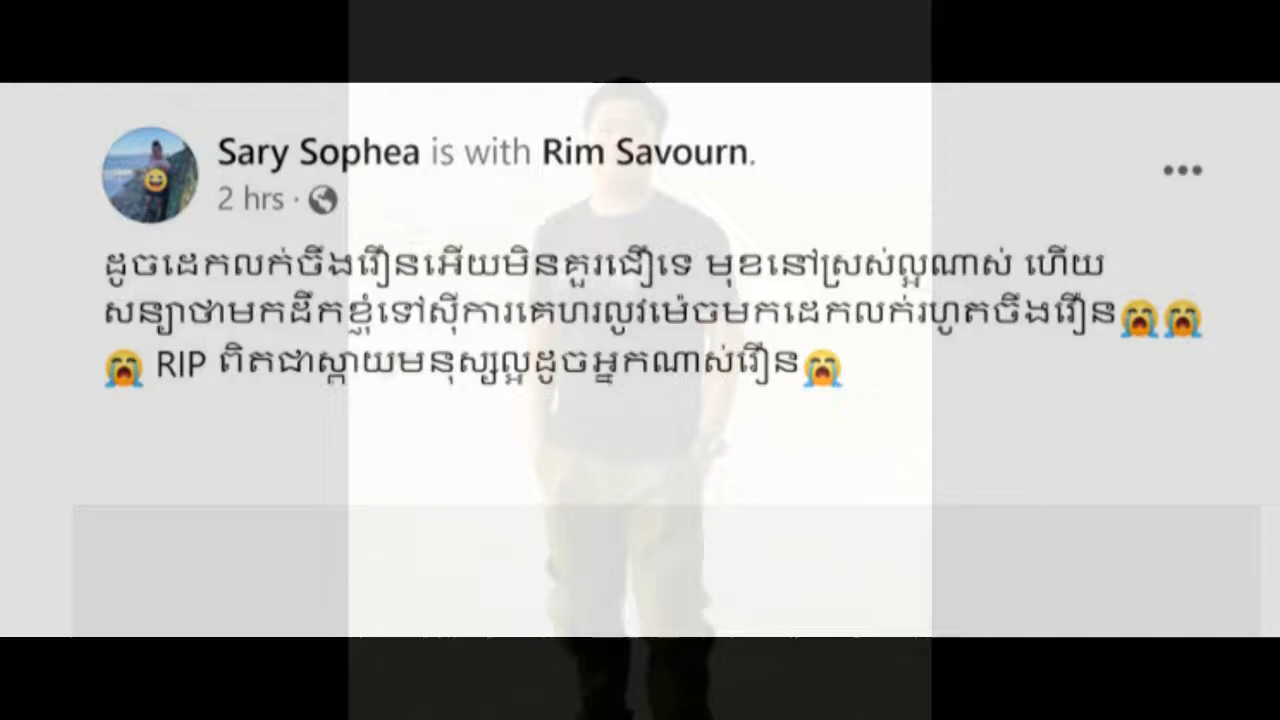 Sary Sophea is with Rim Savourn.
2 hrs ·
ដូចដេកលក់ចឹងវឿនអើយមិនគួរជឿទេ មុខនៅស្រស់ល្អណាស់ ហើយ
សន្យាថាមកដឹកខ្ញុំទៅស៊ីការគេហរលូវម៉េចមកដេកលក់រហូតចឹងវឿន😭😭
😭 RIP ពិតជាស្តាយមនុស្សល្អដូចអ្នកណាស់វឿន😭